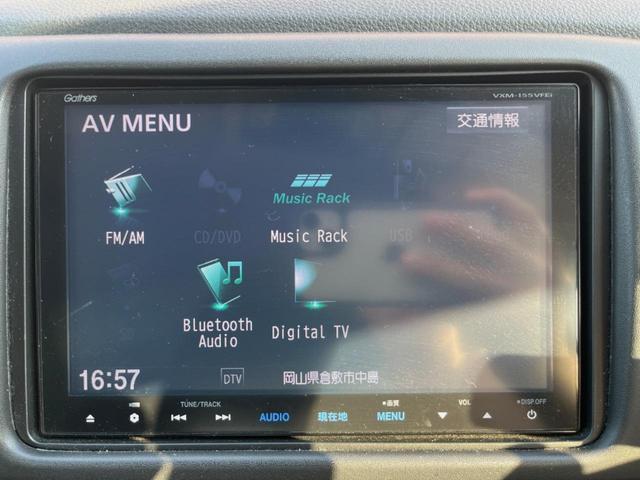 Gathers
VXM-155VFEi
AV MENU
交通情報
Music Rack
FM/AM
CD/DVD
Music Rack
USB
Bluetooth
Audio
Digital TV
16:57
DTV
岡山県倉敷市中島
TUNE/TRACK
画質
VOL
DISP.OFF
AUDIO
現在地
MENU